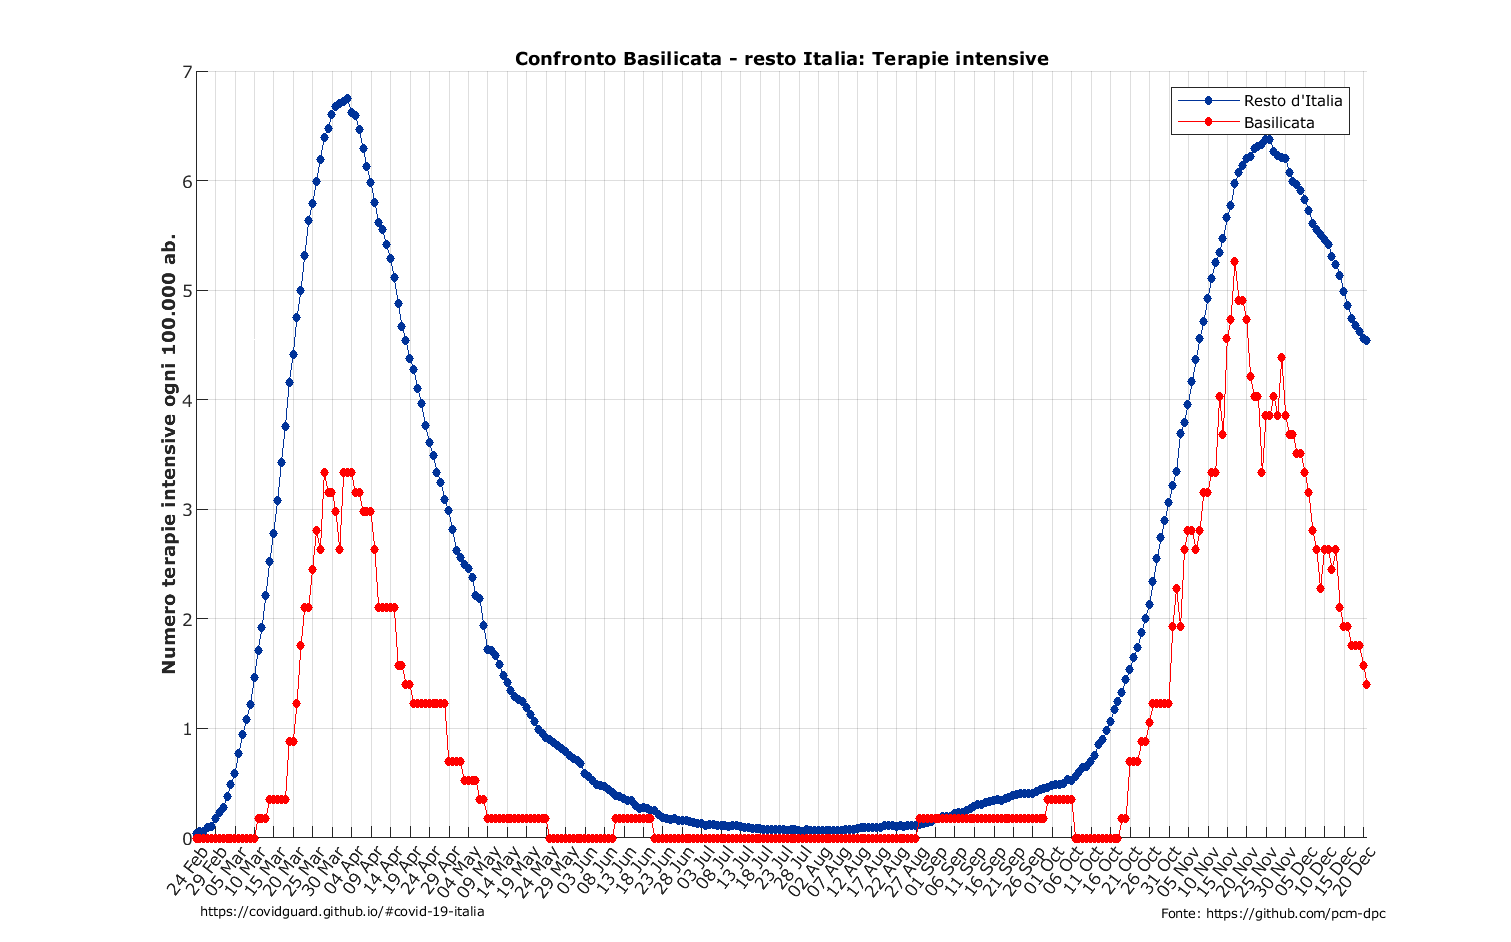 Confronto Basilicata - resto Italia: Terapie intensive
Resto d'Italia
Basilicata
Numero terapie intensive ogni 100.000 ab.
7
6
5
4
3
2
1
0
24 Feb
29 Feb
05 Mar
10 Mar
15 Mar
20 Mar
25 Mar
30 Mar
04 Apr
09 Apr
14 Apr
19 Apr
24 Apr
29 Apr
04 May
09 May
14 May
19 May
24 May
29 May
03 Jun
08 Jun
13 Jun
18 Jun
23 Jun
28 Jun
03 Jul
08 Jul
13 Jul
18 Jul
23 Jul
28 Jul
02 Aug
07 Aug
12 Aug
17 Aug
22 Aug
27 Aug
01 Sep
06 Sep
11 Sep
16 Sep
21 Sep
26 Sep
01 Oct
06 Oct
11 Oct
16 Oct
21 Oct
26 Oct
31 Oct
05 Nov
10 Nov
15 Nov
20 Nov
25 Nov
30 Nov
05 Dec
10 Dec
15 Dec
20 Dec
https://covidguard.github.io/#covid-19-italia
Fonte: https://github.com/pcm-dpc